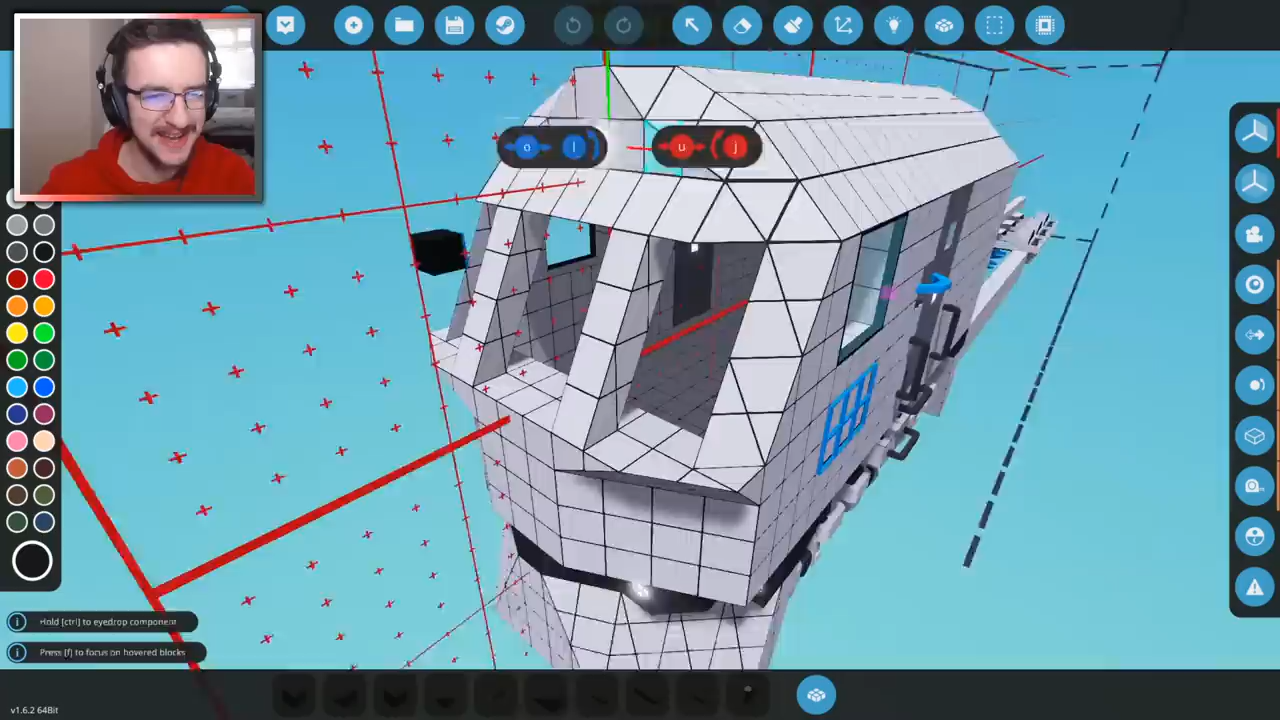 o l u j
Hold [ctrl] to eyedrop component
Press [f] to focus on hovered blocks
v1.6.2 64Bit